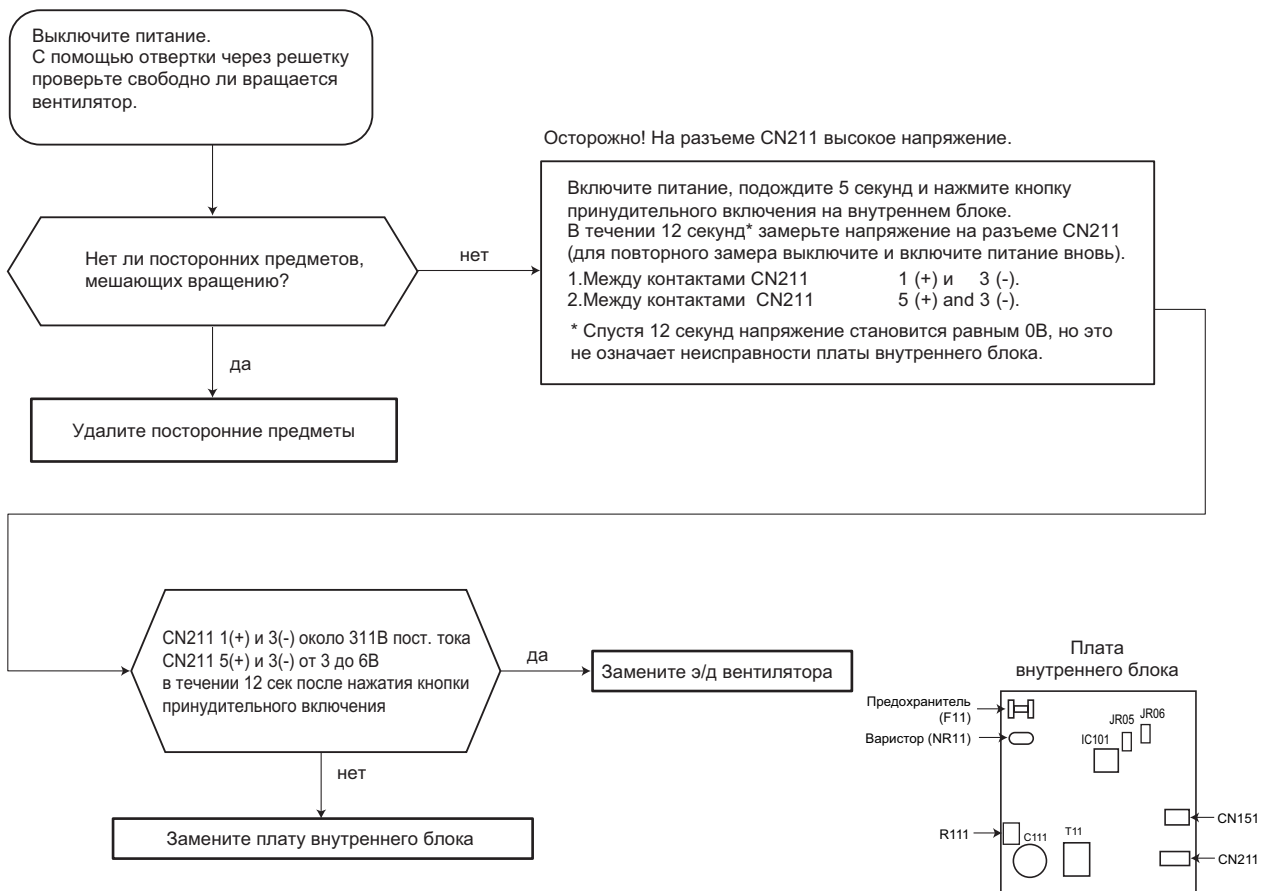 Выключите питание.
С помощью отвертки через решетку
проверьте свободно ли вращается
вентилятор.
Осторожно! На разъеме CN211 высокое напряжение.
Включите питание, подождите 5 секунд и нажмите кнопку
принудительного включения на внутреннем блоке.
В течении 12 секунд* замерьте напряжение на разъеме CN211
(для повторного замера выключите и включите питание вновь).
1.Между контактами CN211 1 (+) и 3 (-).
2.Между контактами CN211 5 (+) and 3 (-).
* Спустя 12 секунд напряжение становится равным 0В, но это
не означает неисправности платы внутреннего блока.
Нет ли посторонних предметов,
мешающих вращению?
нет
да
Удалите посторонние предметы
CN211 1(+) и 3(-) около 311В пост. тока
CN211 5(+) и 3(-) от 3 до 6В
в течении 12 сек после нажатия кнопки
принудительного включения
да
Замените э/д вентилятора
нет
Замените плату внутреннего блока
Плата
внутреннего блока
Предохранитель
(F11)
Варистор (NR11)
JR05 JR06
IC101
CN151
R111
C111
T11
CN211